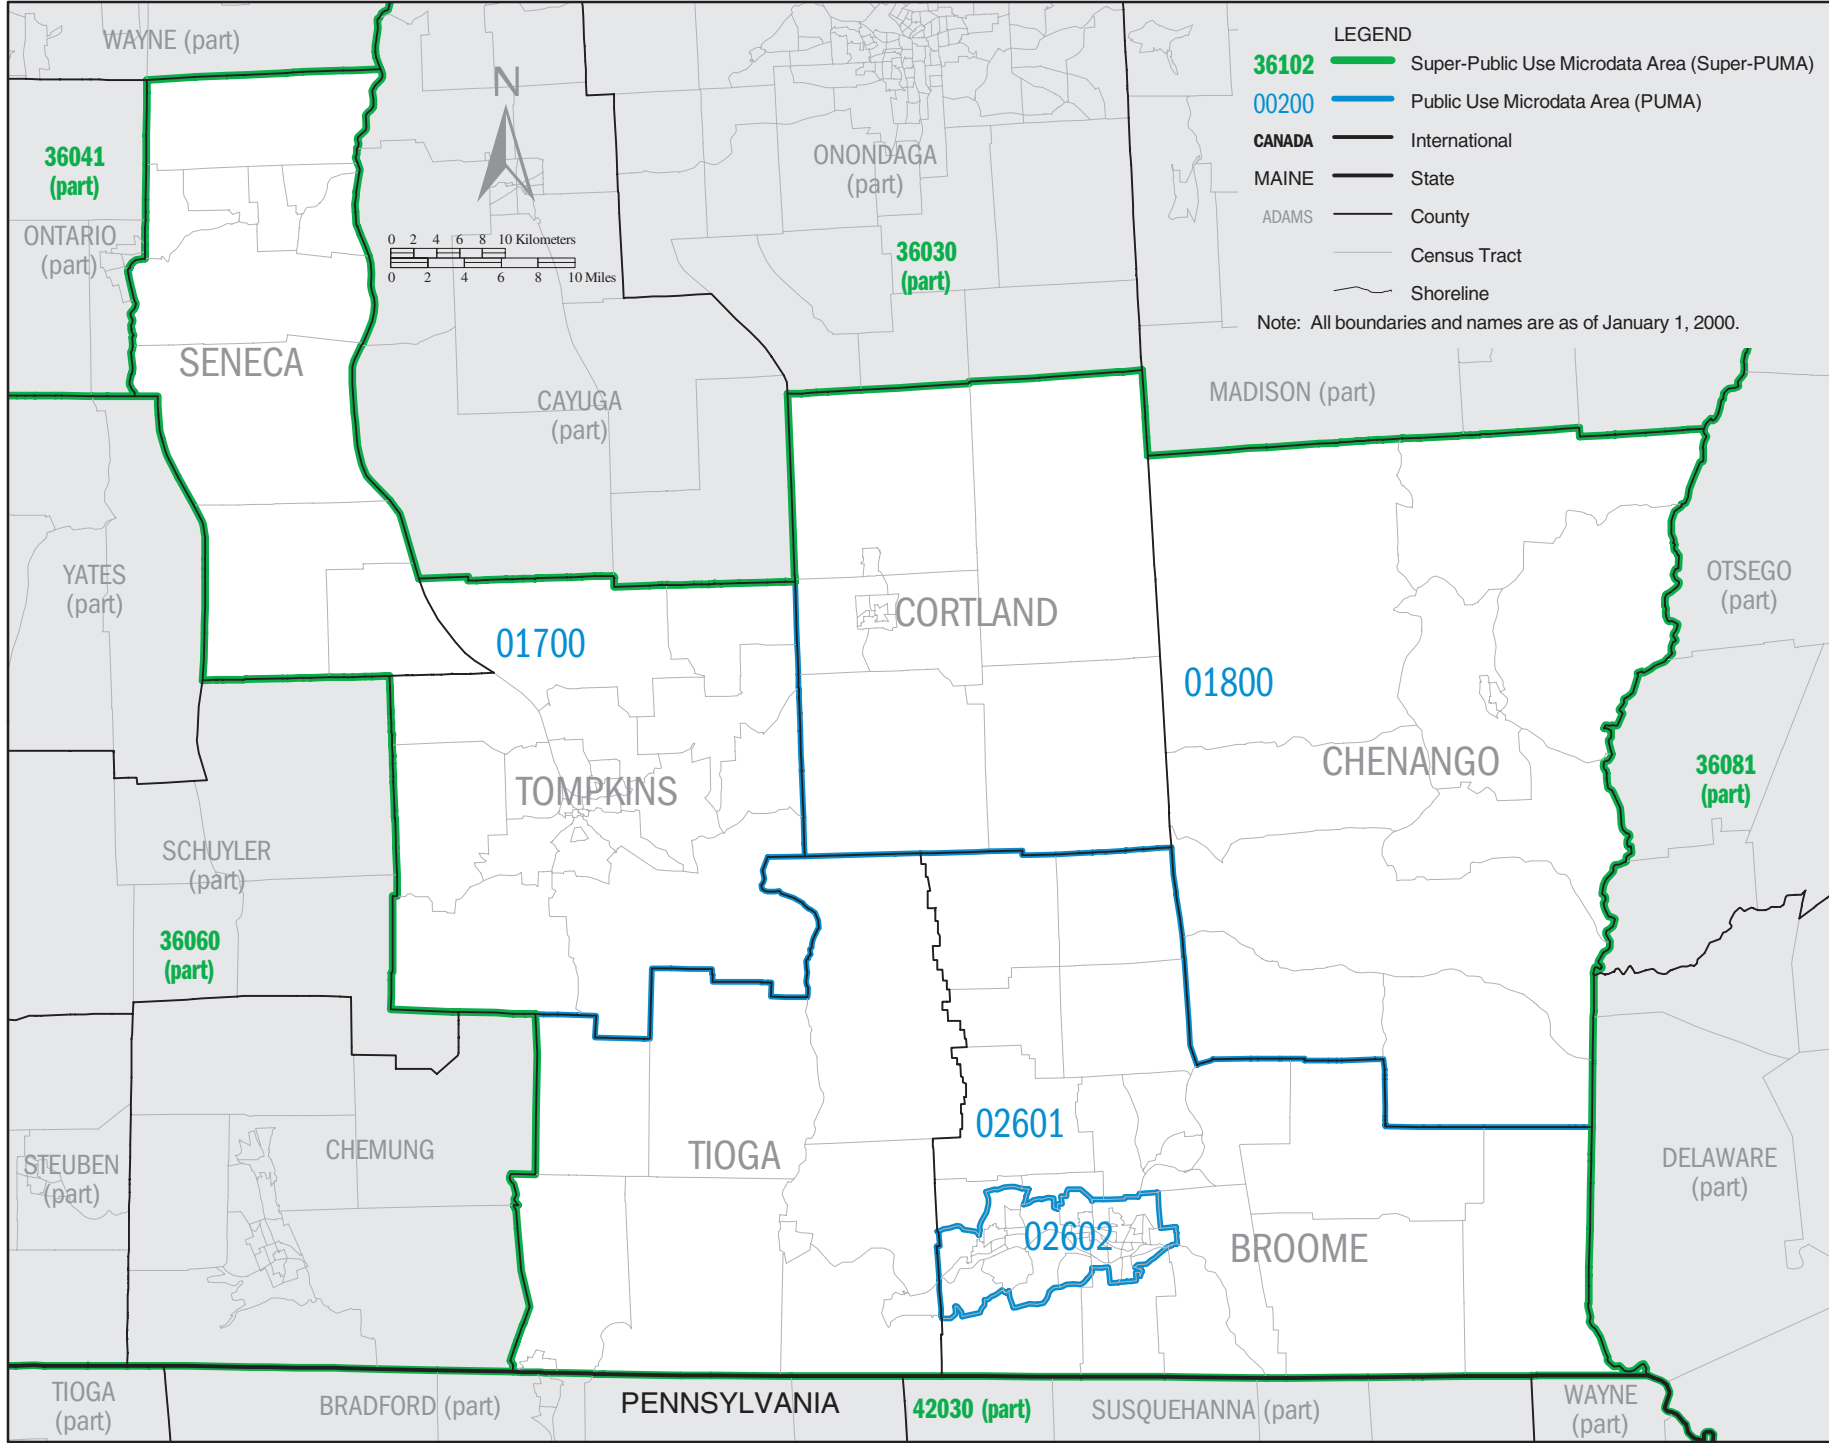 WAYNE (part)
LEGEND
36102 Super-Public Use Microdata Area (Super-PUMA)
00200 Public Use Microdata Area (PUMA)
CANADA International
MAINE State
ADAMS County
Census Tract
Shoreline
Note: All boundaries and names are as of January 1, 2000.
N
36041
(part)
ONONDAGA
(part)
ONTARIO
(part)
0 2 4 6 8 10 Kilometers
0 2 4 6 8 10 Miles
36030
(part)
SENECA
CAYUGA
(part)
MADISON (part)
YATES
(part)
OTSEGO
(part)
CORTLAND
01700
01800
TOMPKINS
CHENANGO
36081
(part)
SCHUYLER
(part)
36060
(part)
02601
STEUBEN
(part)
CHEMUNG
TIOGA
DELAWARE
(part)
02602
BROOME
TIOGA
(part)
BRADFORD (part)
PENNSYLVANIA
42030 (part)
SUSQUEHANNA (part)
WAYNE
(part)